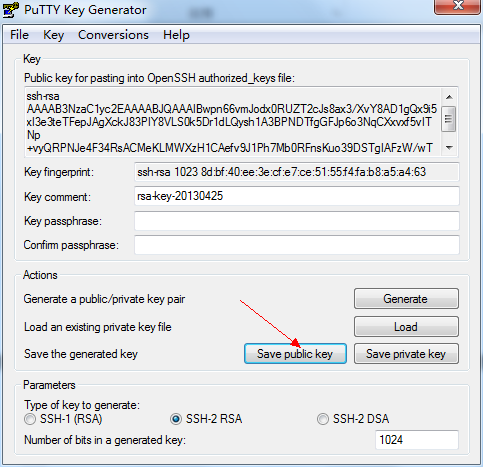 PuTTY Key Generator
File Key Conversions Help
Key
Public key for pasting into OpenSSH authorized_keys file:
ssh-rsa
AAAAB3NzaC1yc2EAAAABJQAAAIBwpn66vmJodx0RUZT2cJs8ax3/XvY8AD1gQx9i5
xI3e3teTFepJAgXckJ83PIY8VLS0k5Dr1dLQysh1A3BPNDTfgGFJp6o3NqCXxvxf5vIT
Np
+vyQRPNJe4F34RsACMeKLMWXzH1CAefv9J1Ph7Mb0RFnsKuo39DSTgIAFzW/wT
Key fingerprint: ssh-rsa 1023 8d:bf:40:ee:3e:cf:e7:ce:51:55:f4:fa:b8:a5:a4:63
Key comment: rsa-key-20130425
Key passphrase:
Confirm passphrase:
Actions
Generate a public/private key pair Generate
Load an existing private key file Load
Save the generated key Save public key Save private key
Parameters
Type of key to generate:
SSH-1 (RSA) SSH-2 RSA SSH-2 DSA
Number of bits in a generated key: 1024